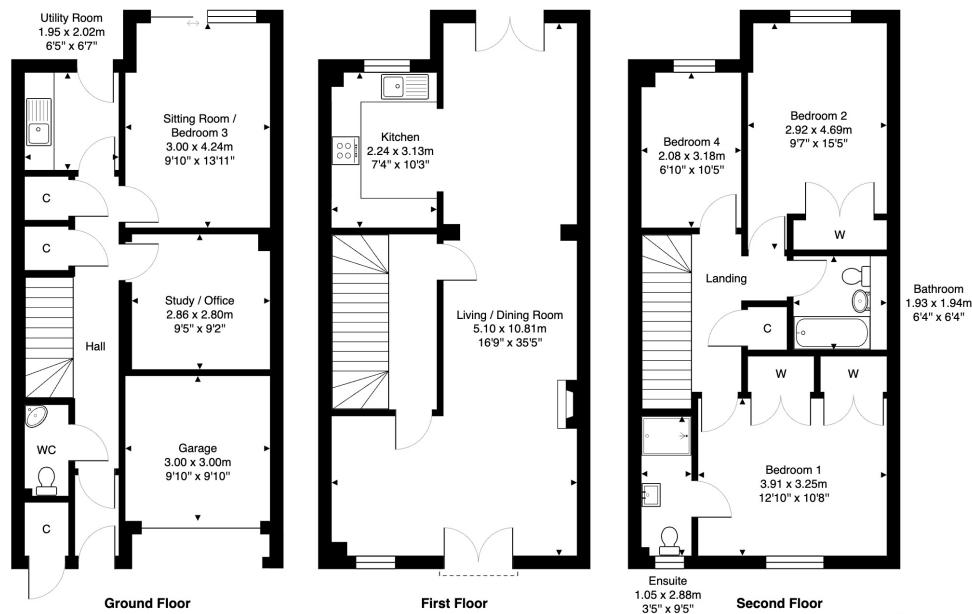 Utility Room
1.95 x 2.02m
6'5" x 6'7"
Sitting Room /
Bedroom 3
3.00 x 4.24m
9'10" x 13'11"
C
C
Study / Office
2.86 x 2.80m
9'5" x 9'2"
Hall
WC
Garage
3.00 x 3.00m
9'10" x 9'10"
C
Ground Floor
Kitchen
2.24 x 3.13m
7'4" x 10'3"
Living / Dining Room
5.10 x 10.81m
16'9" x 35'5"
First Floor
Bedroom 4
2.08 x 3.18m
6'10" x 10'5"
Bedroom 2
2.92 x 4.69m
9'7" x 15'5"
W
Landing
Bathroom
1.93 x 1.94m
6'4" x 6'4"
C
W
W
Bedroom 1
3.91 x 3.25m
12'10" x 10'8"
Ensuite
1.05 x 2.88m
3'5" x 9'5"
Second Floor